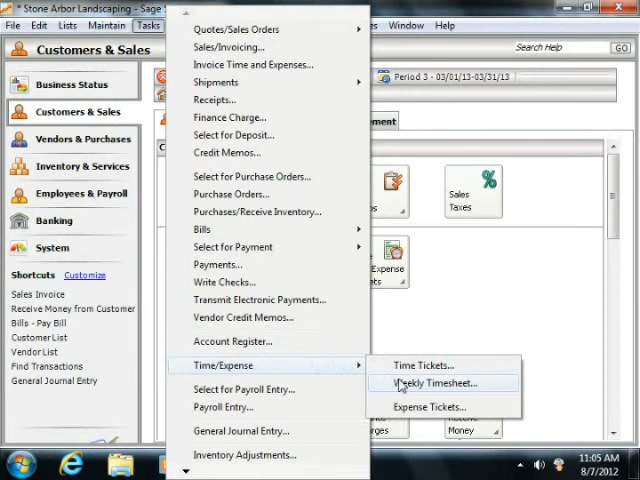 * Stone Arbor Landscaping - Sage
File Edit Lists Maintain Tasks
Window Help
Customers & Sales
Search Help
GO
Business Status
Customers & Sales
Vendors & Purchases
Inventory & Services
Employees & Payroll
Banking
System
Shortcuts Customize
Sales Invoice
Receive Money from Customer
Bills - Pay Bill
Customer List
Vendor List
Find Transactions
General Journal Entry
Quotes/Sales Orders
Sales/Invoicing...
Invoice Time and Expenses...
Shipments
Receipts...
Finance Charge...
Select for Deposit...
Credit Memos...
Select for Purchase Orders...
Purchase Orders...
Purchases/Receive Inventory...
Bills
Select for Payment
Payments...
Write Checks...
Transmit Electronic Payments...
Vendor Credit Memos...
Account Register...
Time/Expense
Select for Payroll Entry...
Payroll Entry...
General Journal Entry...
Inventory Adjustments...
Time Tickets...
Weekly Timesheet...
Expense Tickets...
Period 3 - 03/01/13-03/31/13
Sales
Taxes
%
Expense
Receive
Money
11:05 AM
8/7/2012